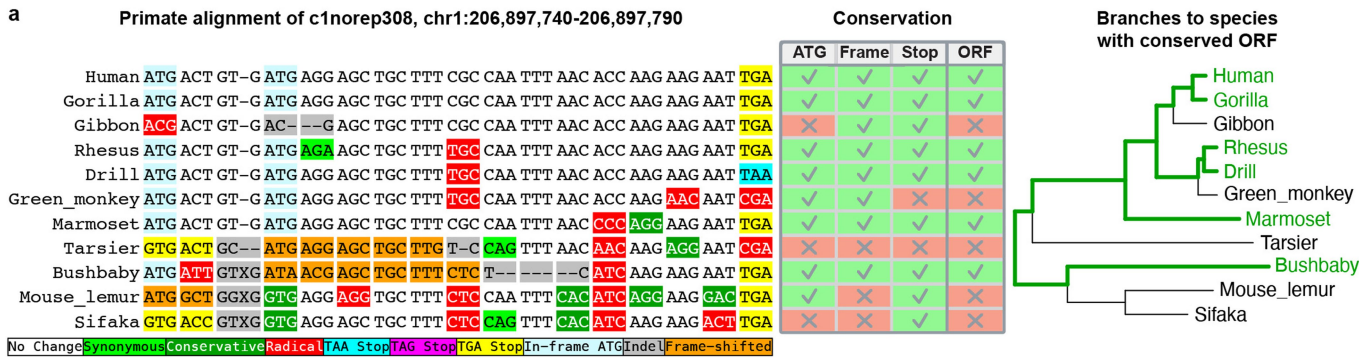 a
Primate alignment of c1norep308, chr1:206,897,740-206,897,790
Conservation
Branches to species
with conserved ORF
ATG Frame Stop ORF
Human ATG ACT GT-G ATG AGG AGC TGC TTT CGC CAA TTT AAC ACC AAG AAG AAT TGA
Gorilla ATG ACT GT-G ATG AGG AGC TGC TTT CGC CAA TTT AAC ACC AAG AAG AAT TGA
Gibbon ACG ACT GT-G AC---G AGC TGC TTT CGC CAA TTT AAC ACC AAG AAG AAT TGA
Rhesus ATG ACT GT-G ATG AGA AGC TGC TTT TGC CAA TTT AAC ACC AAG AAG AAT TGA
Drill ATG ACT GT-G ATG AGG AGC TGC TTT TGC CAA TTT AAC ACC AAG AAG AAT TAA
Green_monkey ATG ACT GT-G ATG AGG AGC TGC TTT TGC CAA TTT AAC ACC AAG AAC AAT CGA
Marmoset ATG ACT GT-G ATG AGG AGC TGC TTT CGC CAA TTT AAC CCC AGG AAG AAT TGA
Tarsier GTG ACT GC-- ATG AGG AGC TGC TTG T-C CAG TTT AAC AAC AAG AGG AAT CGA
Bushbaby ATG ATT GTXG ATA ACG AGC TGC TTT CTC T-- --- --C ATC AAG AAG AAT TGA
Mouse_lemur ATG GCT GGXG GTG AGG AGG TGC TTT CTC CAA TTT CAC ATC AGG AAG GAC TGA
Sifaka GTG ACC GTXG GTG AGG AGC TGC TTT CTC CAG TTT CAC ATC AAG AAG ACT TGA
No Change Synonymous Conservative Radical TAA Stop TAG Stop TGA Stop In-frame ATG Indel Frame-shifted
Human
Gorilla
Gibbon
Rhesus
Drill
Green_monkey
Marmoset
Tarsier
Bushbaby
Mouse_lemur
Sifaka